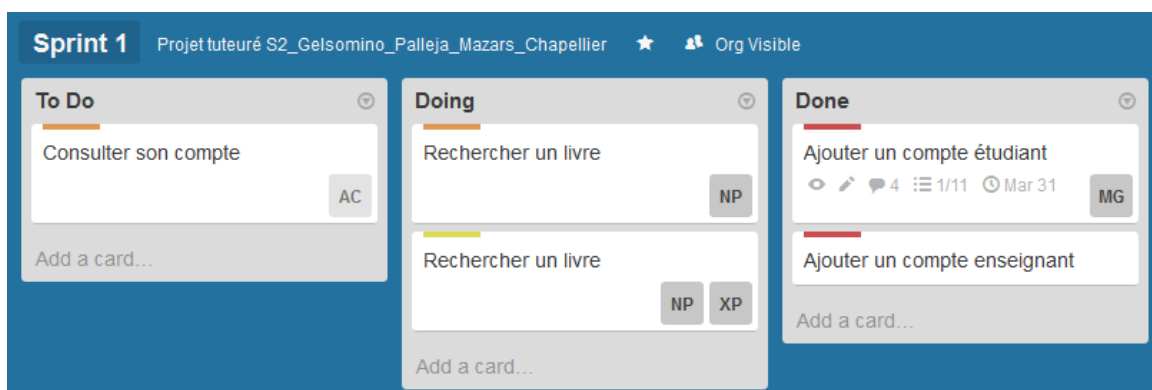 Sprint 1 Projet tuteuré S2_Gelsomino_Palleja_Mazars_Chapellier Org Visible
To Do
Consulter son compte
AC
Add a card...
Doing
Rechercher un livre
NP
Rechercher un livre
NP XP
Add a card...
Done
Ajouter un compte étudiant
4 1/11 Mar 31
MG
Ajouter un compte enseignant
Add a card...